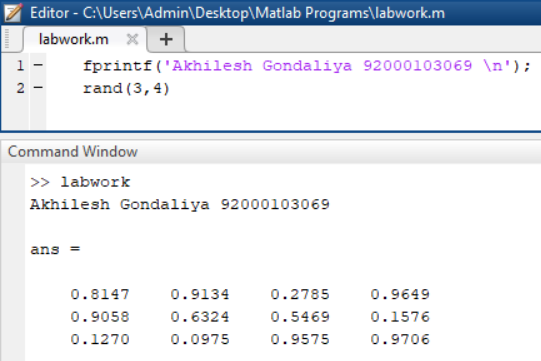 Editor - C:\Users\Admin\Desktop\Matlab Programs\labwork.m
labwork.m × +
1 - fprintf('Akhilesh Gondaliya 92000103069 \n');
2 - rand(3,4)
Command Window
>> labwork
Akhilesh Gondaliya 92000103069
ans =
0.8147 0.9134 0.2785 0.9649
0.9058 0.6324 0.5469 0.1576
0.1270 0.0975 0.9575 0.9706